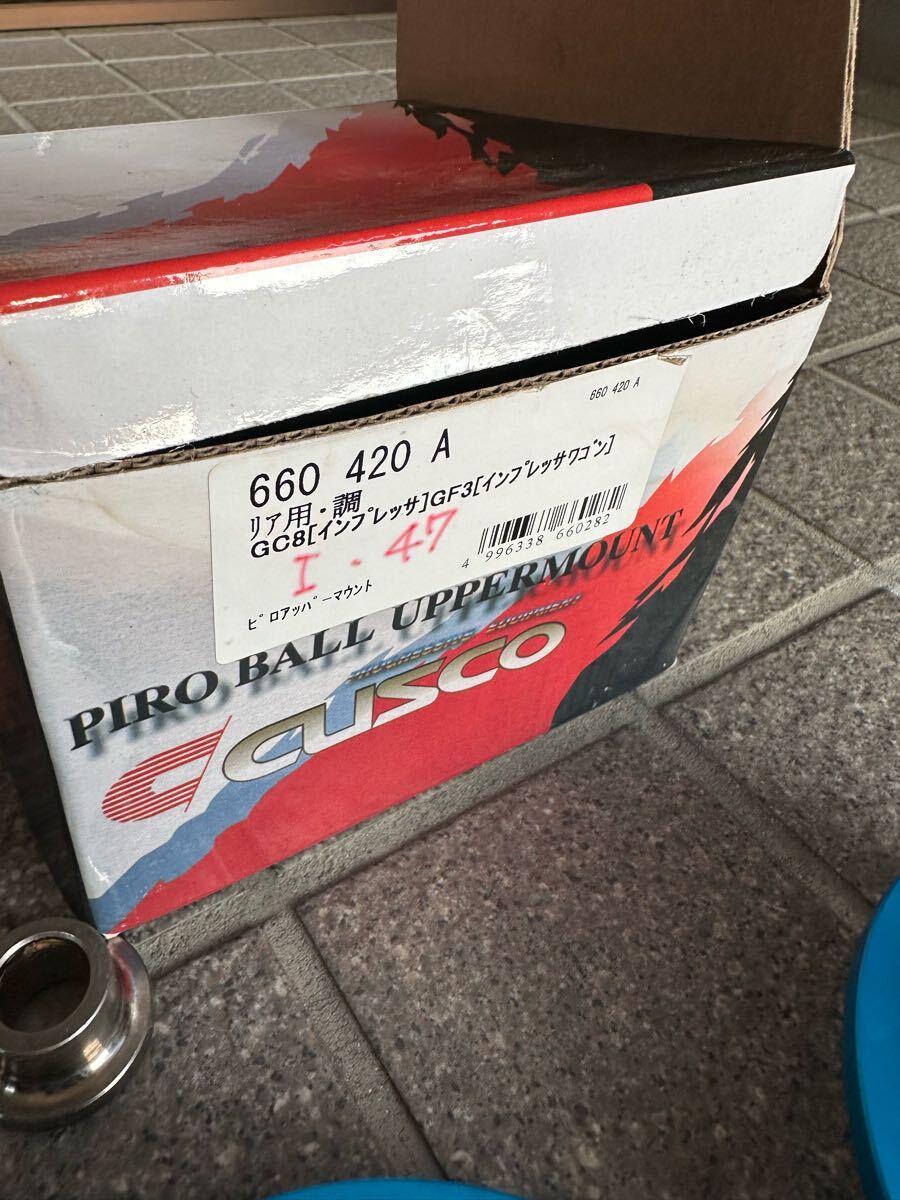 660 420 A
660 420 A
ﾘｱ用・調
GC8[ｲﾝﾌﾟﾚｯｻ]GF3[ｲﾝﾌﾟﾚｯｻﾜｺﾞﾝ]
I・47
4 996338 660282
ﾋﾟﾛｱｯﾊﾟｰﾏｳﾝﾄ
PIRO BALL UPPERMOUNT
EQUIPMENT
CUSCO